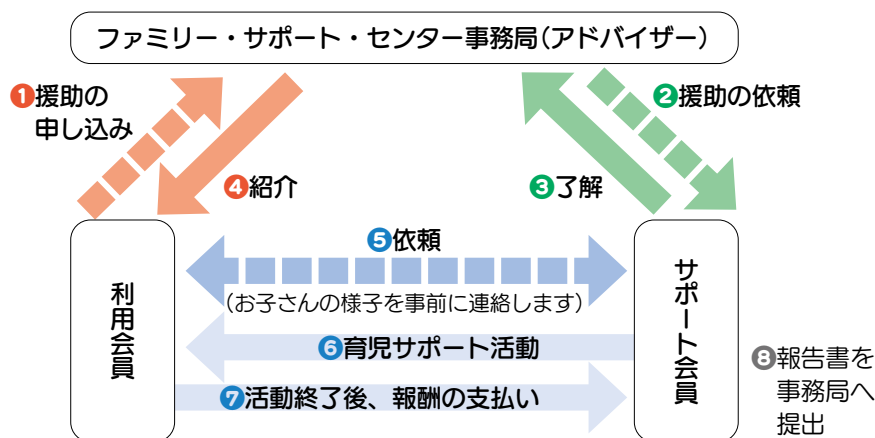 ファミリー・サポート・センター事務局（アドバイザー）
❶援助の
申し込み
❷援助の依頼
❹紹介
❸了解
❺依頼
利用会員
サポート会員
（お子さんの様子を事前に連絡します）
❻育児サポート活動
❼活動終了後、報酬の支払い
❽報告書を
事務局へ
提出